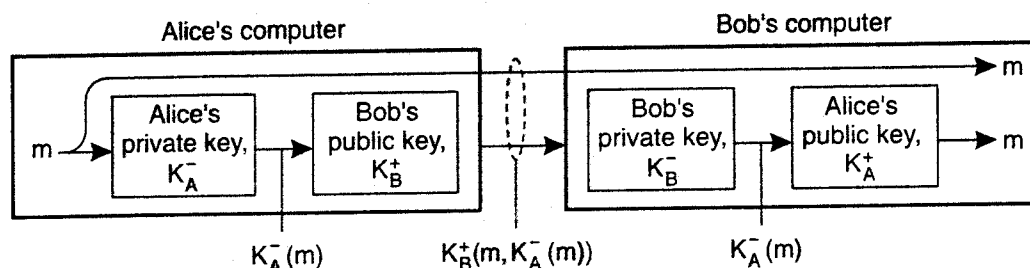 Alice's computer
Bob's computer
m
Alice's
private key,
K_A^-
Bob's
public key,
K_B^+
Bob's
private key,
K_B^-
Alice's
public key,
K_A^+
m
m
K_A^-(m)
K_B^+(m, K_A^-(m))
K_A^-(m)